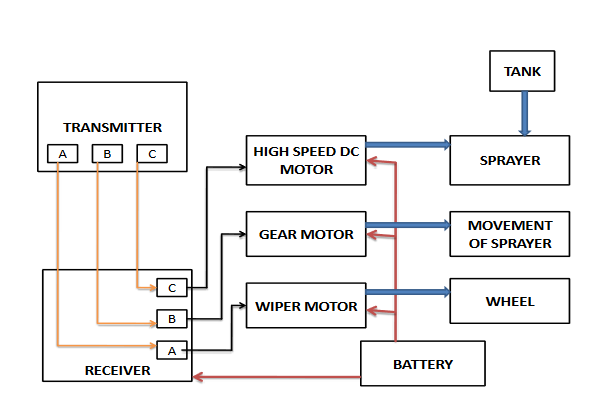 TANK
TRANSMITTER
A B C
HIGH SPEED DC
MOTOR
SPRAYER
GEAR MOTOR
MOVEMENT
OF SPRAYER
C
B
A
RECEIVER
WIPER MOTOR
WHEEL
BATTERY